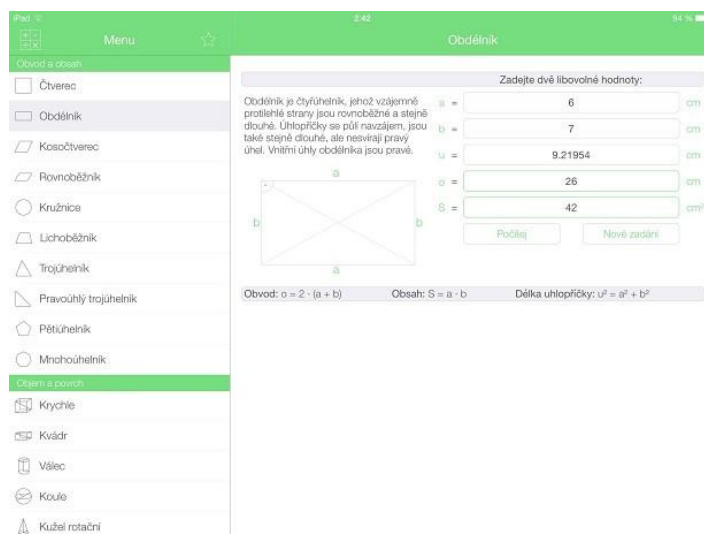 iPad
2:42
94 %
Menu
Obdélník
Obvod a obsah
Čtverec
Obdélník
Kosočtverec
Rovnoběžník
Kružnice
Lichoběžník
Trojúhelník
Pravoúhlý trojúhelník
Pětiúhelník
Mnohoúhelník
Objem a povrch
Krychle
Kvádr
Válec
Koule
Kužel rotační
Zadejte dvě libovolné hodnoty:
Obdélník je čtyřúhelník, jehož vzájemně
protilehlé strany jsou rovnoběžné a stejně
dlouhé. Úhlopříčky se půlí navzájem, jsou
také stejně dlouhé, ale nesvírají pravý
úhel. Vnitřní úhly obdélníka jsou pravé.
a
b
b
a
a = 6 cm
b = 7 cm
u = 9.21954 cm
o = 26 cm
S = 42 cm²
Počítej
Nové zadání
Obvod: o = 2 · (a + b) Obsah: S = a · b Délka uhlopříčky: u² = a² + b²